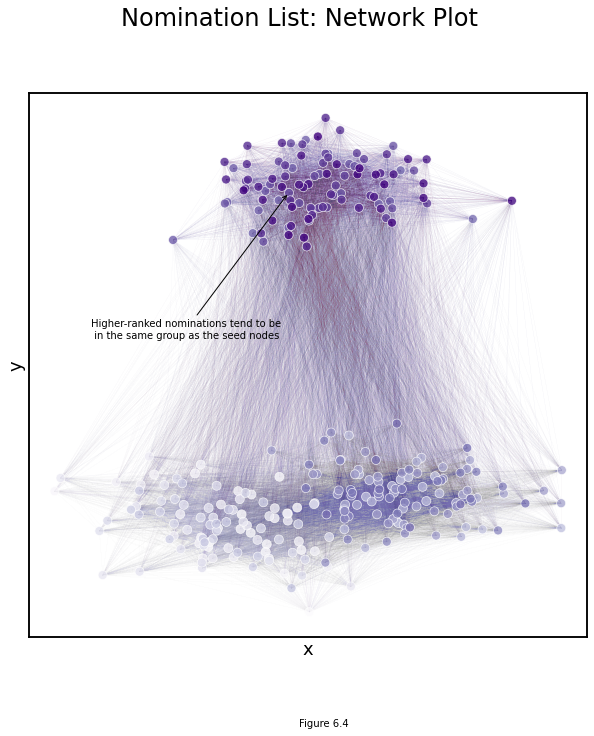 Nomination List: Network Plot
Higher-ranked nominations tend to be
in the same group as the seed nodes
y
x
Figure 6.4